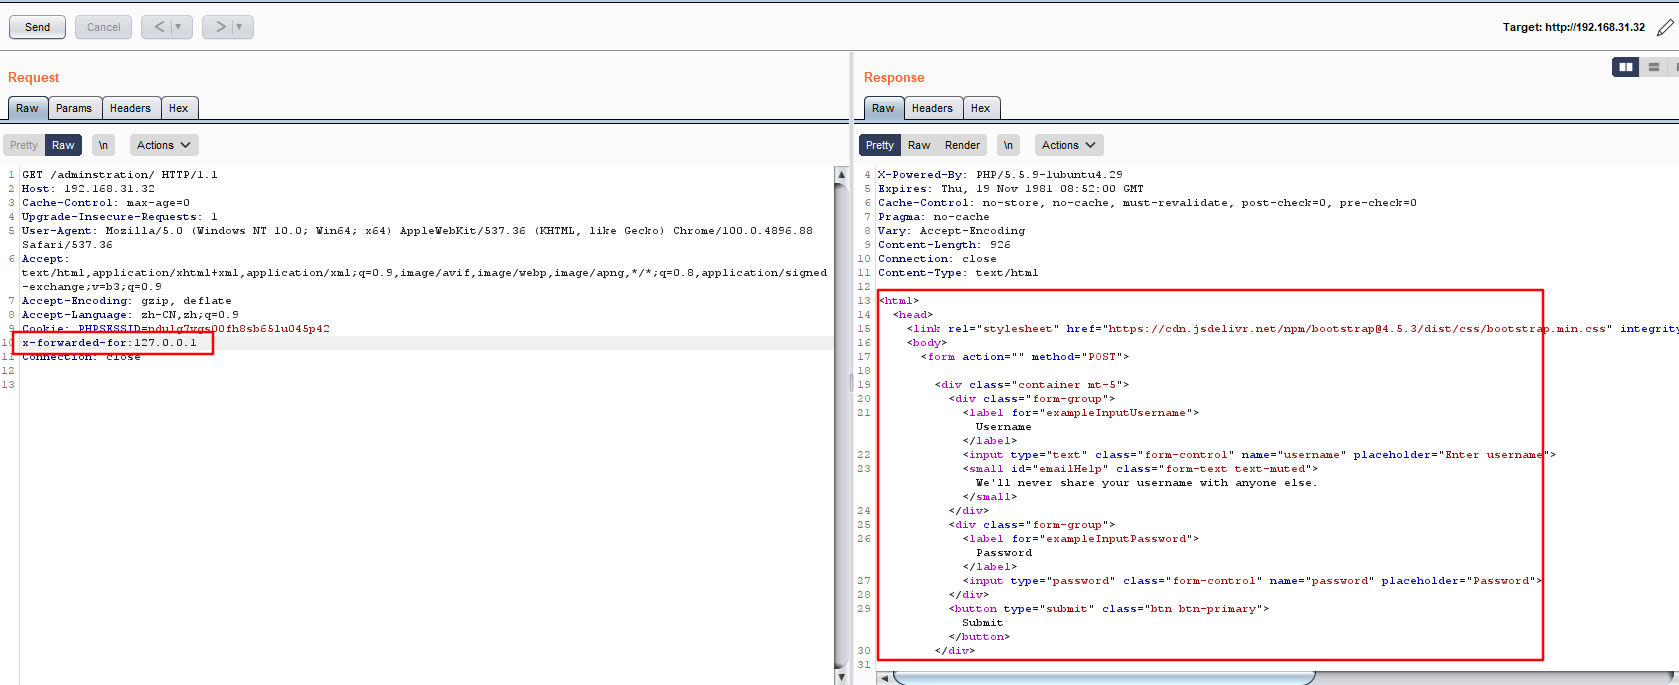 Send
Cancel
<
>
Target: http://192.168.31.32
Request
Raw
Params
Headers
Hex
Pretty
Raw
\n
Actions
1 GET /adminstration/ HTTP/1.1
2 Host: 192.168.31.32
3 Cache-Control: max-age=0
4 Upgrade-Insecure-Requests: 1
5 User-Agent: Mozilla/5.0 (Windows NT 10.0; Win64; x64) AppleWebKit/537.36 (KHTML, like Gecko) Chrome/100.0.4896.88
Safari/537.36
6 Accept:
text/html,application/xhtml+xml,application/xml;q=0.9,image/avif,image/webp,image/apng,*/*;q=0.8,application/signed
-exchange;v=b3;q=0.9
7 Accept-Encoding: gzip, deflate
8 Accept-Language: zh-CN,zh;q=0.9
9 Cookie:
10 x-forwarded-for:127.0.0.1
11 Connection: close
12
13
Response
Raw
Headers
Hex
Pretty
Raw
Render
\n
Actions
4 X-Powered-By: PHP/5.5.9-1ubuntu4.29
5 Expires: Thu, 19 Nov 1981 08:52:00 GMT
6 Cache-Control: no-store, no-cache, must-revalidate, post-check=0, pre-check=0
7 Pragma: no-cache
8 Vary: Accept-Encoding
9 Content-Length: 926
10 Connection: close
11 Content-Type: text/html
12
13 <html>
14 <head>
15 <link rel="stylesheet" href="https://cdn.jsdelivr.net/npm/bootstrap@4.5.3/dist/css/bootstrap.min.css" integrity
16 <body>
17 <form action="" method="POST">
18
19 <div class="container mt-5">
20 <div class="form-group">
21 <label for="exampleInputUsername">
Username
</label>
22 <input type="text" class="form-control" name="username" placeholder="Enter username">
23 <small id="emailHelp" class="form-text text-muted">
We'll never share your username with anyone else.
</small>
24 </div>
25 <div class="form-group">
26 <label for="exampleInputPassword">
Password
</label>
27 <input type="password" class="form-control" name="password" placeholder="Password">
28 </div>
29 <button type="submit" class="btn btn-primary">
Submit
</button>
30 </div>
31